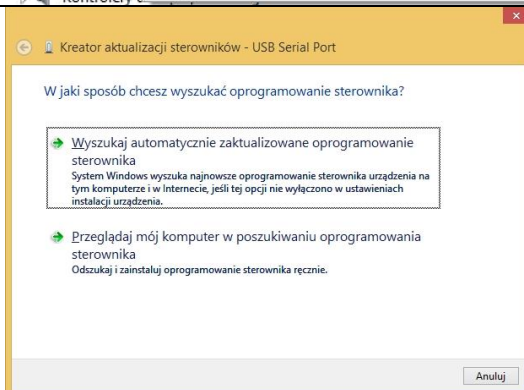 Kontrolery
Kreator aktualizacji sterowników - USB Serial Port
W jaki sposób chcesz wyszukać oprogramowanie sterownika?
Wyszukaj automatycznie zaktualizowane oprogramowanie
sterownika
System Windows wyszuka najnowsze oprogramowanie sterownika urządzenia na
tym komputerze i w Internecie, jeśli tej opcji nie wyłączono w ustawieniach
instalacji urządzenia.
Przeglądaj mój komputer w poszukiwaniu oprogramowania
sterownika
Odszukaj i zainstaluj oprogramowanie sterownika ręcznie.
Anuluj